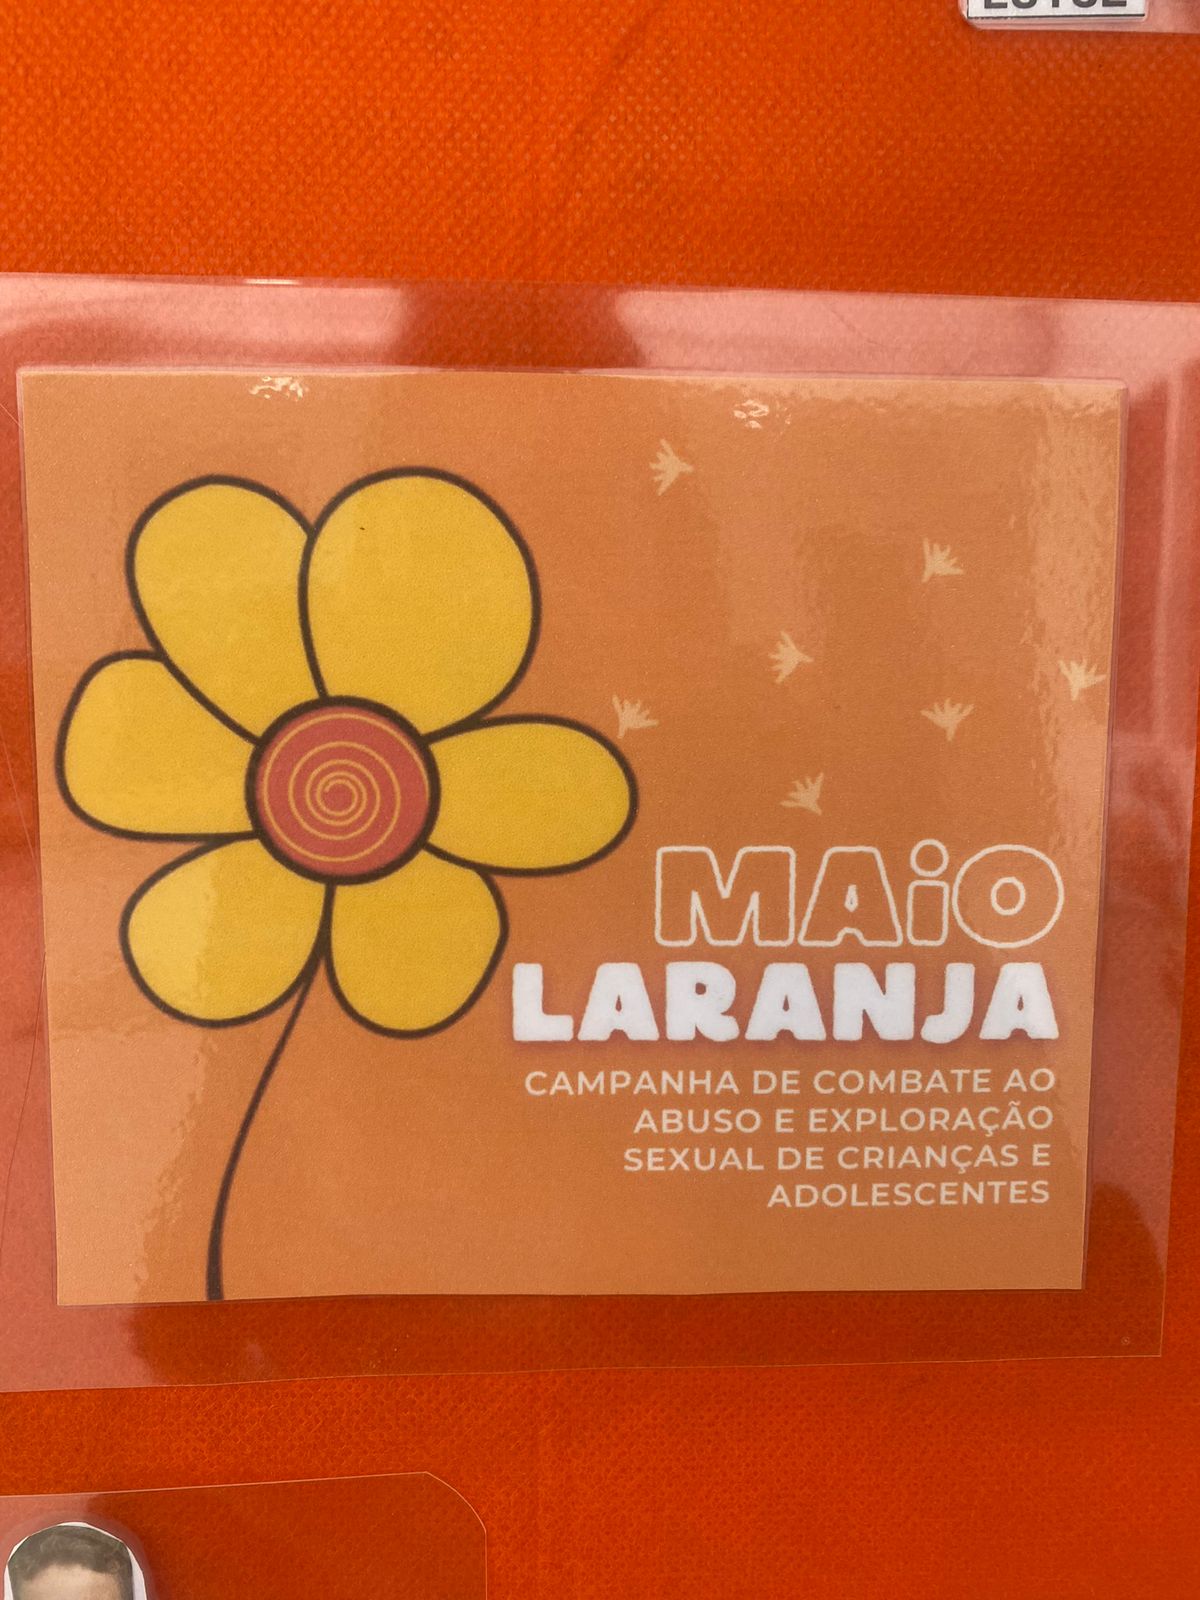 MAiO
LARANJA
CAMPANHA DE COMBATE AO
ABUSO E EXPLORAÇÃO
SEXUAL DE CRIANÇAS E
ADOLESCENTES